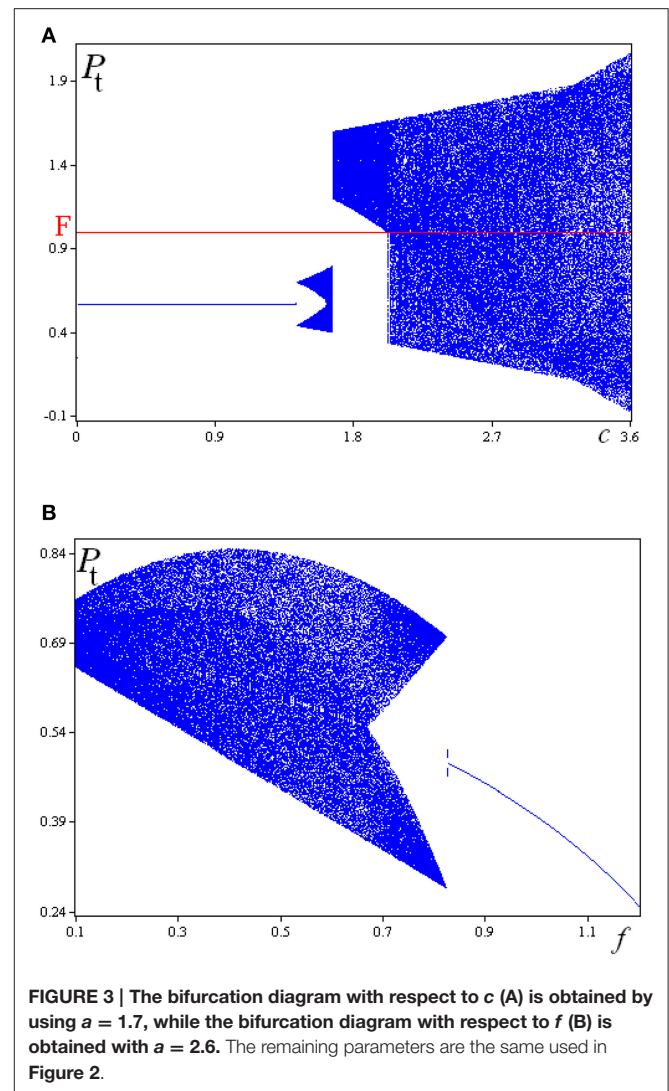 A
P_t
1.9
1.4
F
0.9
0.4
-0.1
0
0.9
1.8
2.7
c
3.6
B
P_t
0.84
0.69
0.54
0.39
0.24
0.1
0.3
0.5
0.7
0.9
1.1
f
FIGURE 3 | The bifurcation diagram with respect to c (A) is obtained by
using a = 1.7, while the bifurcation diagram with respect to f (B) is
obtained with a = 2.6. The remaining parameters are the same used in
Figure 2.